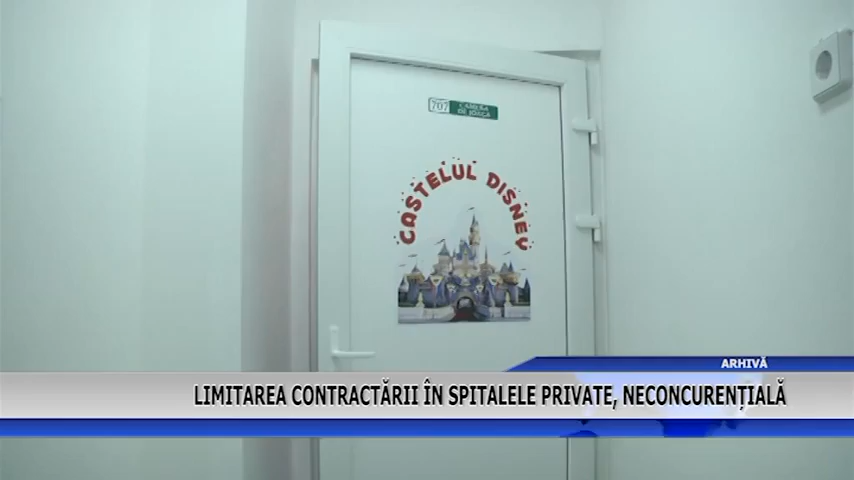 707 CAMERA
DE JOACĂ
CASTELUL DISNEY
ARHIVĂ
LIMITAREA CONTRACTĂRII ÎN SPITALELE PRIVATE, NECONCURENȚIALĂ